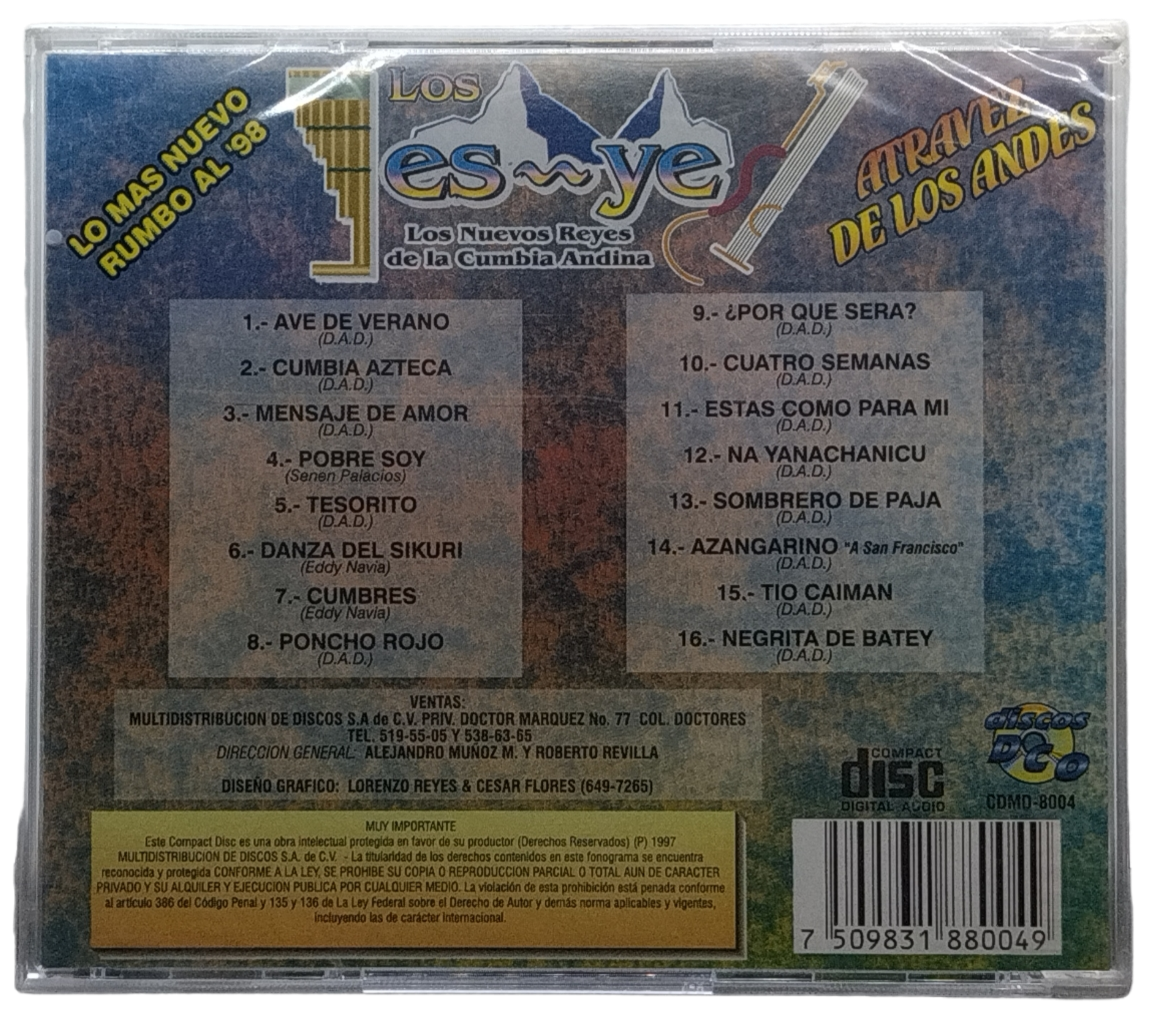 LO MAS NUEVO
RUMBO AL '98
Los
es~~yes
Los Nuevos Reyes
de la Cumbia Andina
ATRAVEZ
DE LOS ANDES
1.- AVE DE VERANO
(D.A.D.)
2.- CUMBIA AZTECA
(D.A.D.)
3.- MENSAJE DE AMOR
(D.A.D.)
4.- POBRE SOY
(Senen Palacios)
5.- TESORITO
(D.A.D.)
6.- DANZA DEL SIKURI
(Eddy Navia)
7.- CUMBRES
(Eddy Navia)
8.- PONCHO ROJO
(D.A.D.)
9.- ¿POR QUE SERA?
(D.A.D.)
10.- CUATRO SEMANAS
(D.A.D.)
11.- ESTAS COMO PARA MI
(D.A.D.)
12.- NA YANACHANICU
(D.A.D.)
13.- SOMBRERO DE PAJA
(D.A.D.)
14.- AZANGARINO "A San Francisco"
(D.A.D.)
15.- TIO CAIMAN
(D.A.D.)
16.- NEGRITA DE BATEY
(D.A.D.)
VENTAS:
MULTIDISTRIBUCION DE DISCOS S.A de C.V. PRIV. DOCTOR MARQUEZ No. 77 COL. DOCTORES
TEL. 519-55-05 Y 538-63-65
DIRECCION GENERAL: ALEJANDRO MUÑOZ M. Y ROBERTO REVILLA
DISEÑO GRAFICO: LORENZO REYES & CESAR FLORES (649-7265)
MUY IMPORTANTE
Este Compact Disc es una obra intelectual protegida en favor de su productor (Derechos Reservados) (P) 1997
MULTIDISTRIBUCION DE DISCOS S.A. de C.V. - La titularidad de los derechos contenidos en este fonograma se encuentra
reconocida y protegida CONFORME A LA LEY, SE PROHIBE SU COPIA O REPRODUCCION PARCIAL O TOTAL AUN DE CARACTER
PRIVADO Y SU ALQUILER Y EJECUCION PUBLICA POR CUALQUIER MEDIO. La violación de esta prohibición está penada conforme
al artículo 386 del Código Penal y 135 y 136 de La Ley Federal sobre el Derecho de Autor y demás norma aplicables y vigentes,
incluyendo las de carácter Internacional.
COMPACT
disc
DIGITAL AUDIO
discos
D&CO
CDMD-8004
7 509831 880049